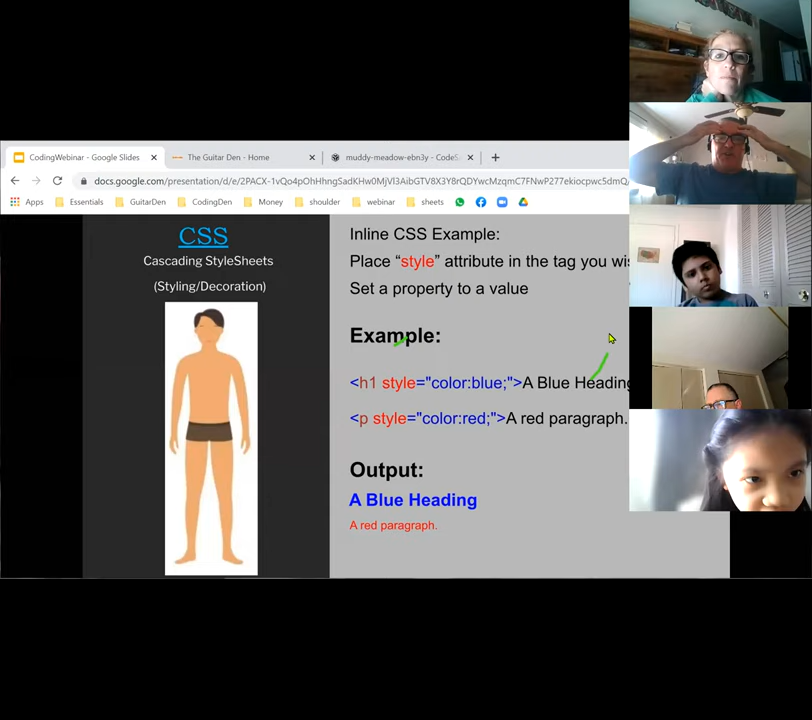 CodingWebinar - Google Slides
The Guitar Den - Home
muddy-meadow-ebn3y - CodeS
docs.google.com/presentation/d/e/
Apps Essentials GuitarDen CodingDen Money shoulder webinar sheets
CSS
Cascading StyleSheets
(Styling/Decoration)
Inline CSS Example:
Place “style” attribute in the tag you wis
Set a property to a value
Example:
<h1 style="color:blue;">A Blue Heading
<p style="color:red;">A red paragraph.
Output:
A Blue Heading
A red paragraph.